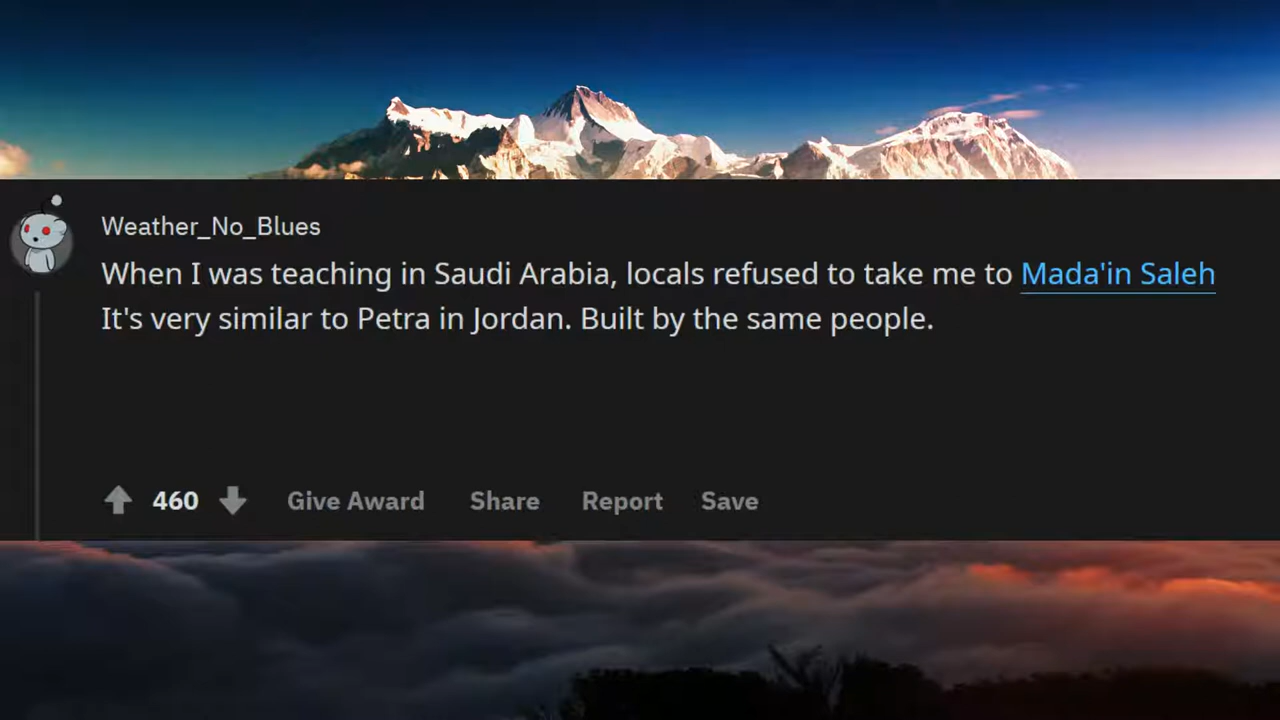 Weather_No_Blues
When I was teaching in Saudi Arabia, locals refused to take me to Mada'in Saleh
It's very similar to Petra in Jordan. Built by the same people.
460 Give Award Share Report Save